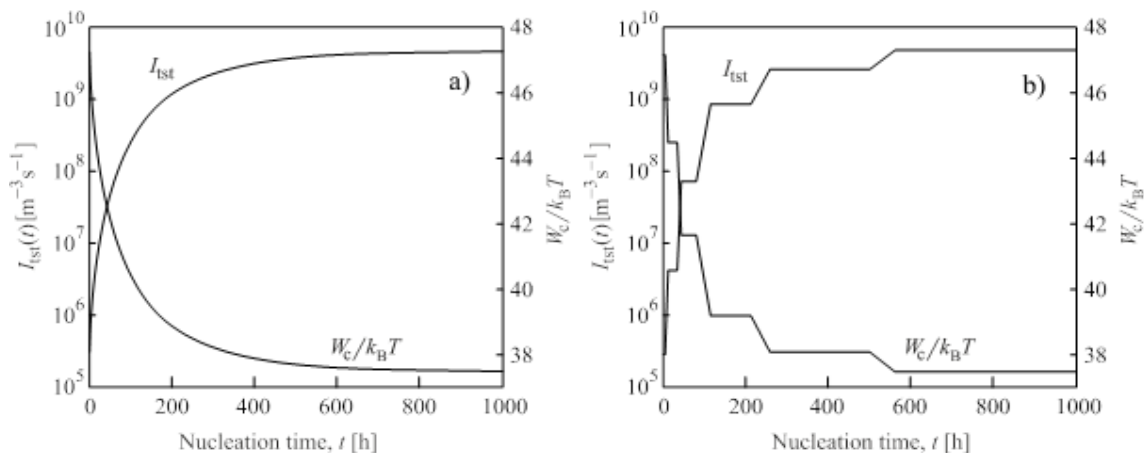 10^10
10^9
10^8
10^7
10^6
10^5
I_tst(t) [m^−3 s^−1]
I_tst
a)
W_c/k_BT
48
46
44
42
40
38
W_c/k_BT
0 200 400 600 800 1000
Nucleation time, t [h]
10^10
10^9
10^8
10^7
10^6
10^5
I_tst(t) [m^−3 s^−1]
I_tst
b)
W_c/k_BT
48
46
44
42
40
38
W_c/k_BT
0 200 400 600 800 1000
Nucleation time, t [h]